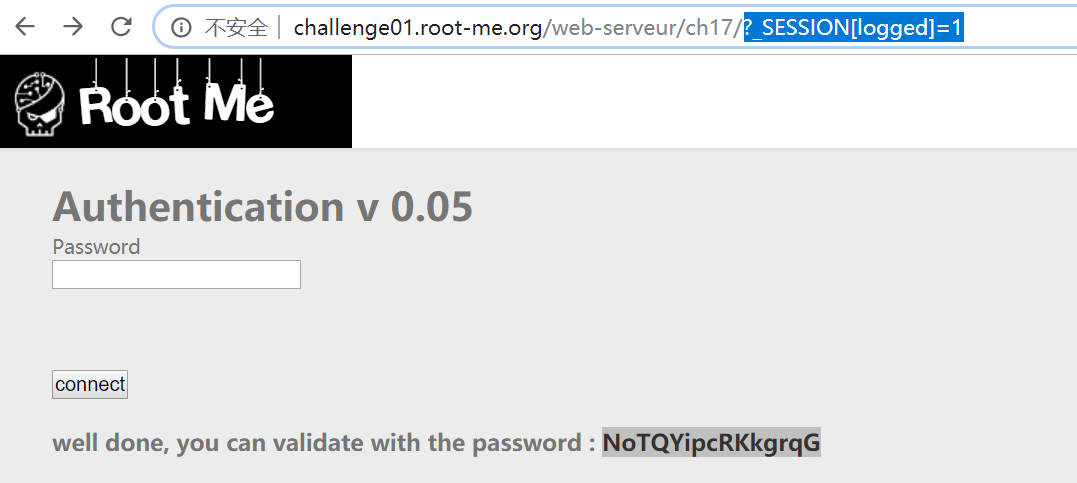 不安全 | challenge01.root-me.org/web-serveur/ch17/?_SESSION[logged]=1
Root Me
Authentication v 0.05
Password
connect
well done, you can validate with the password : NoTQYipcRKkgrqG